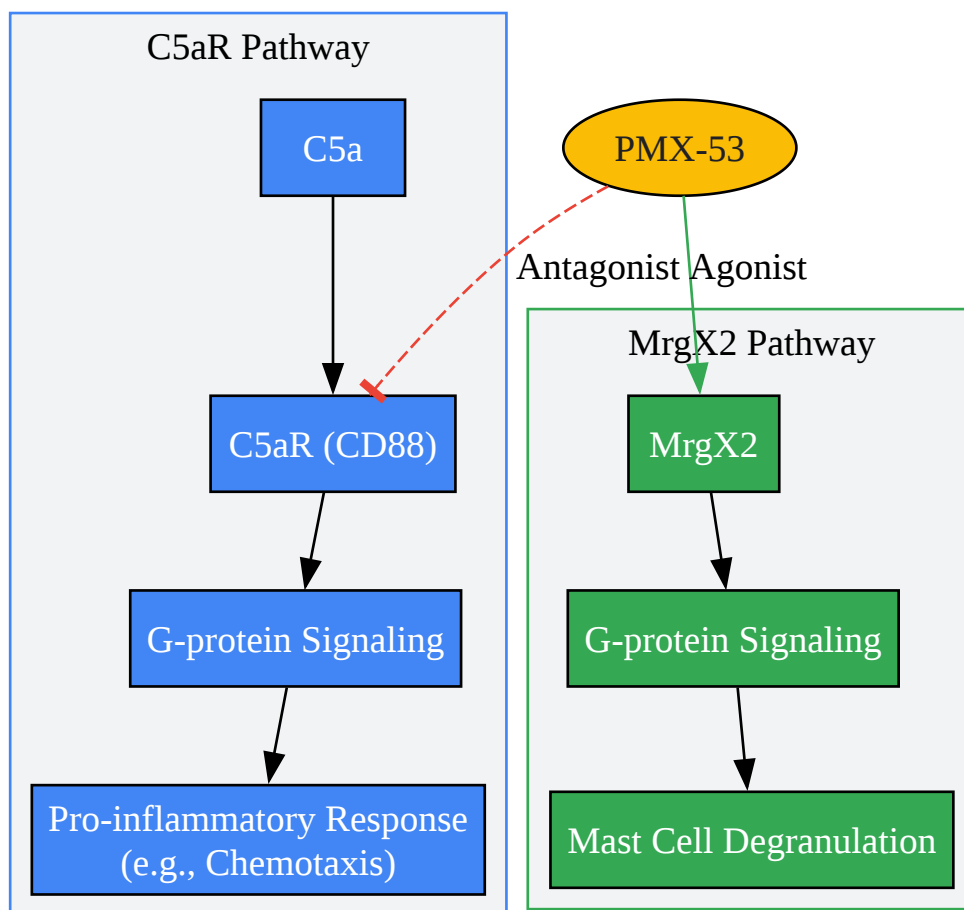 C5aR Pathway
C5a
PMX-53
Antagonist
Agonist
MrgX2 Pathway
C5aR (CD88)
MrgX2
G-protein Signaling
G-protein Signaling
Pro-inflammatory Response
(e.g., Chemotaxis)
Mast Cell Degranulation